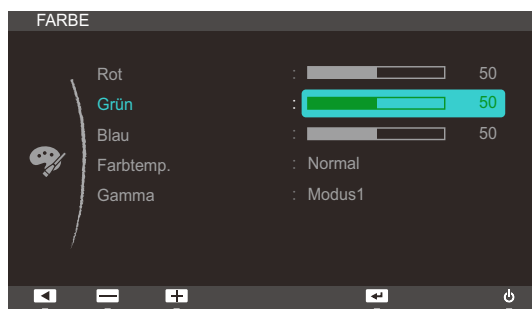 FARBE
Rot : 50
Grün : 50
Blau : 50
Farbtemp. : Normal
Gamma : Modus1